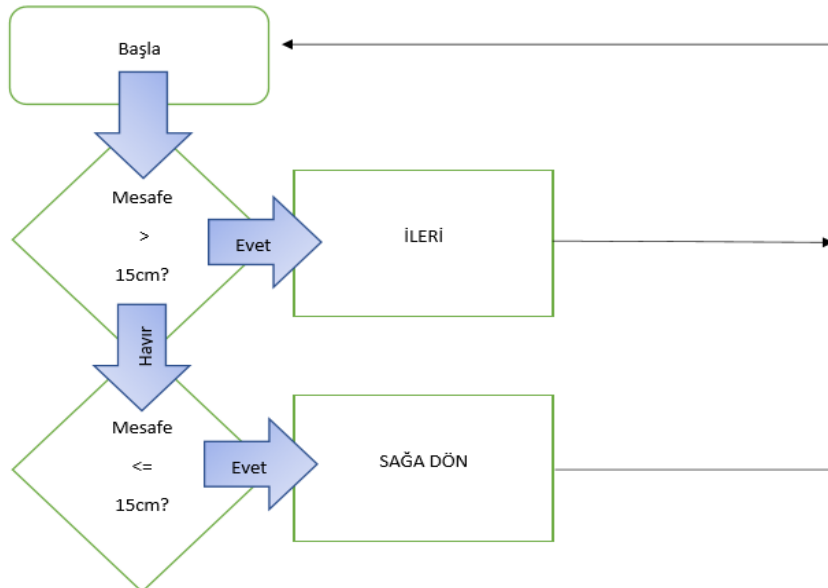 Başla
Mesafe
>
15cm?
Evet
İLERİ
Hayır
Mesafe
<=
15cm?
Evet
SAĞA DÖN